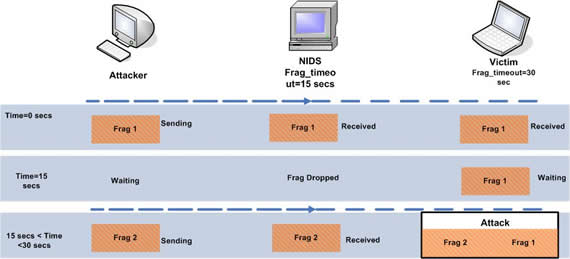 Attacker
NIDS
Frag_timeo
ut=15 secs
Victim
Frag_timeout=30
sec
Time=0 secs
Frag 1
Sending
Frag 1
Received
Frag 1
Received
Time=15
secs
Waiting
Frag Dropped
Frag 1
Waiting
15 secs < Time
<30 secs
Frag 2
Sending
Frag 2
Received
Attack
Frag 2
Frag 1